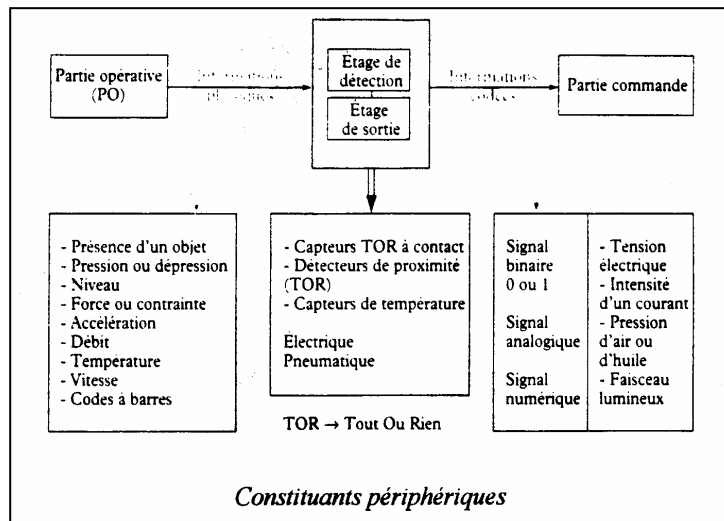 Partie opérative
(PO)
Étage de
détection
Étage
de sortie
Informations
Partie commande
- Présence d'un objet
- Pression ou dépression
- Niveau
- Force ou contrainte
- Accélération
- Débit
- Température
- Vitesse
- Codes à barres
- Capteurs TOR à contact
- Détecteurs de proximité
(TOR)
- Capteurs de température
Électrique
Pneumatique
Signal
binaire
0 ou 1
Signal
analogique
Signal
numérique
- Tension
électrique
- Intensité
d'un courant
- Pression
d'air ou
d'huile
- Faisceau
lumineux
TOR → Tout Ou Rien
Constituants périphériques